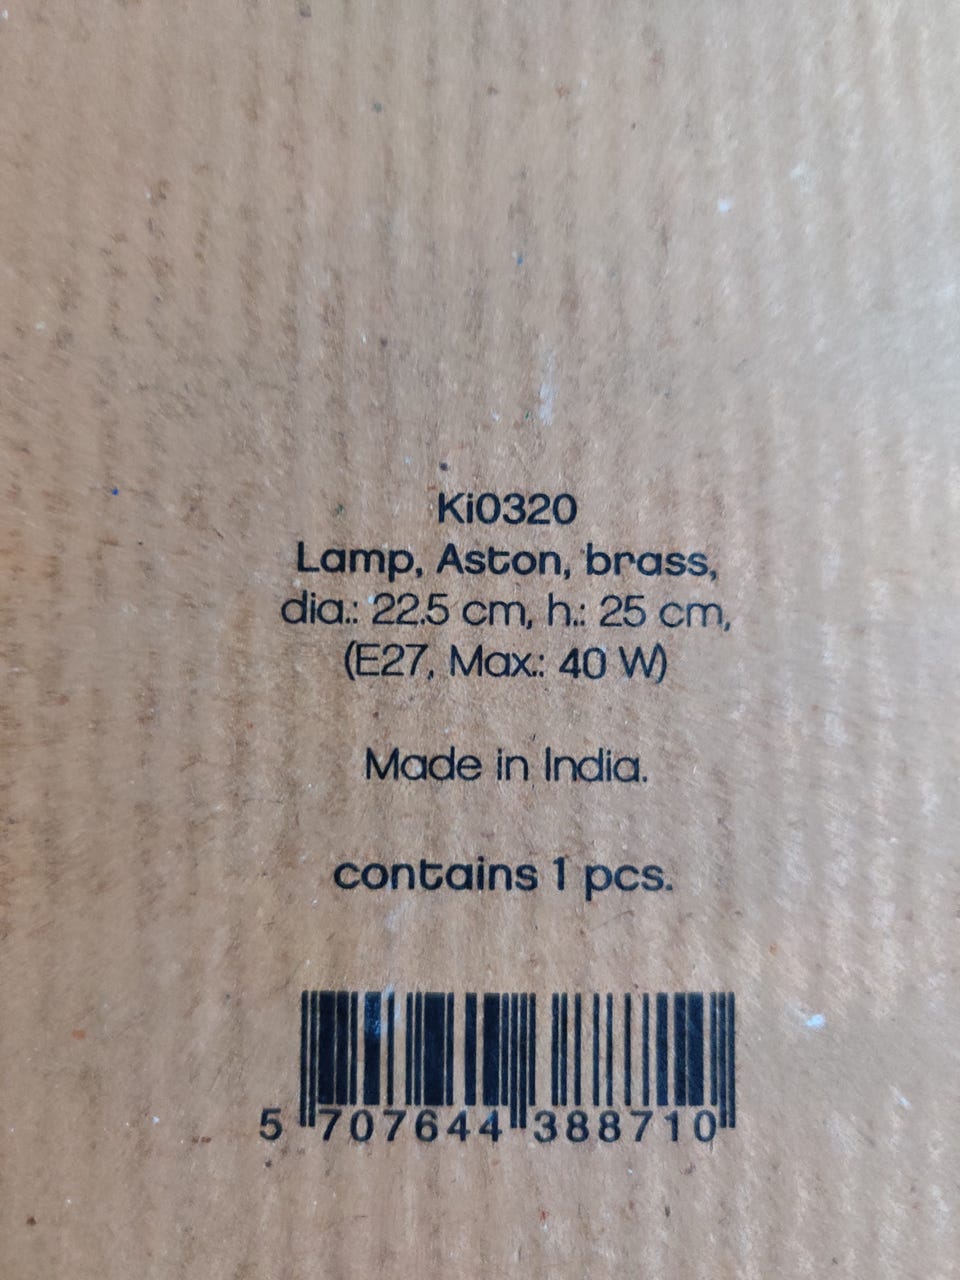 Ki0320
Lamp, Aston, brass,
dia.: 22.5 cm, h.: 25 cm,
(E27, Max.: 40 W)
Made in India.
contains 1 pcs.
5 707644 388710